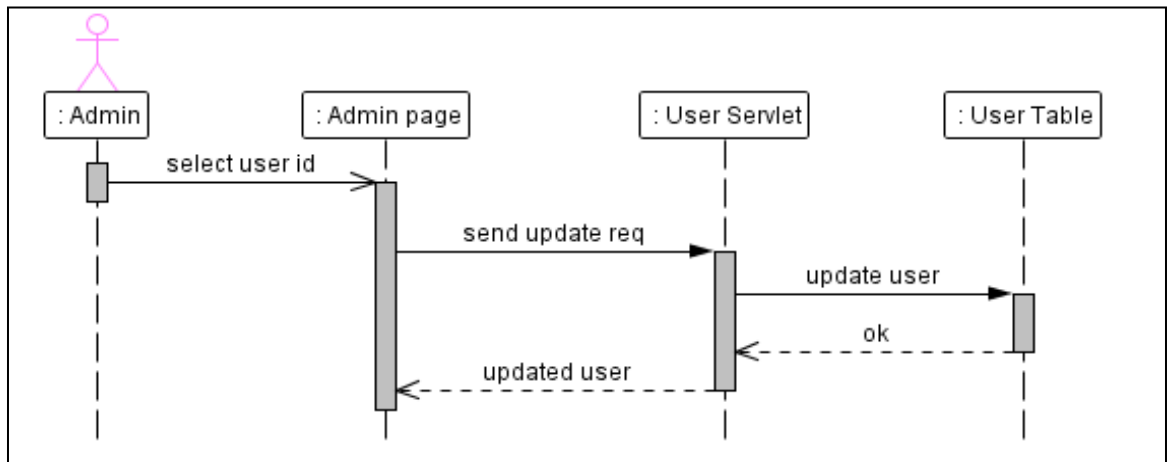 : Admin
: Admin page
: User Servlet
: User Table
select user id
send update req
update user
ok
updated user